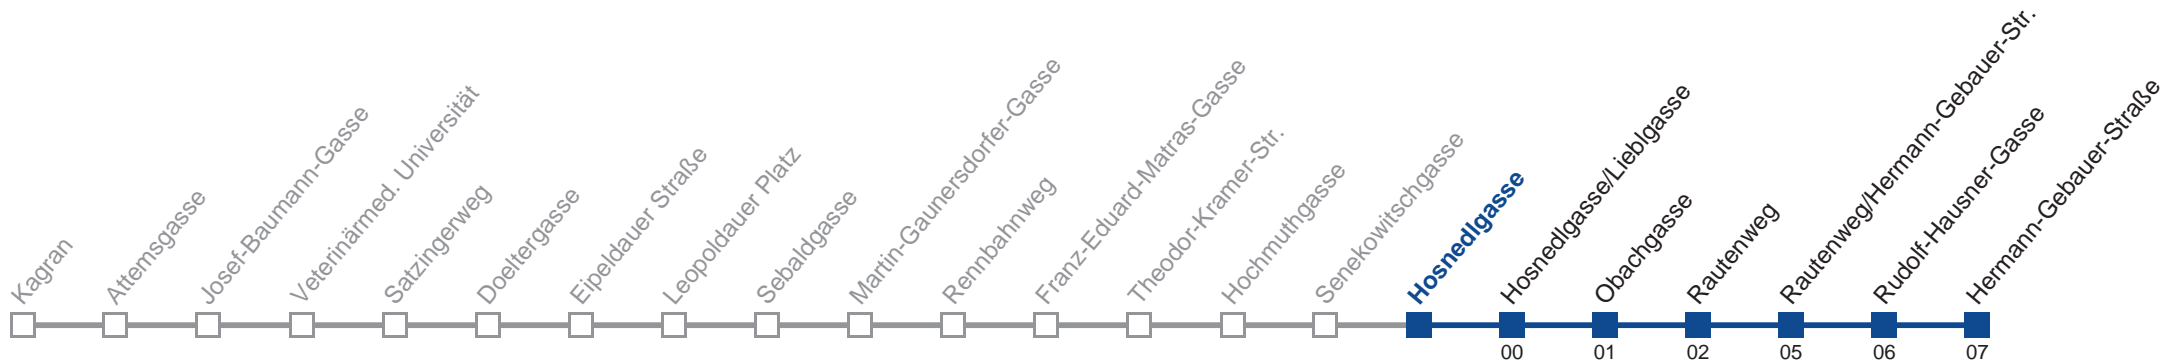 Kagran
Attemsgasse
Josef-Baumann-Gasse
Veterinärmed. Universität
Satzingerweg
Doeltergasse
Eipeldauer Straße
Leopoldauer Platz
Sebaldgasse
Martin-Gaunersdorfer-Gasse
Rennbahnweg
Franz-Eduard-Matras-Gasse
Theodor-Kramer-Str.
Hochmuthgasse
Senekowitschgasse
Hosnedlgasse
Hosnedlgasse/Lieblgasse
Obachgasse
Rautenweg
Rautenweg/Hermann-Gebauer-Str.
Rudolf-Hausner-Gasse
Hermann-Gebauer-Straße
00 01 02 05 06 07